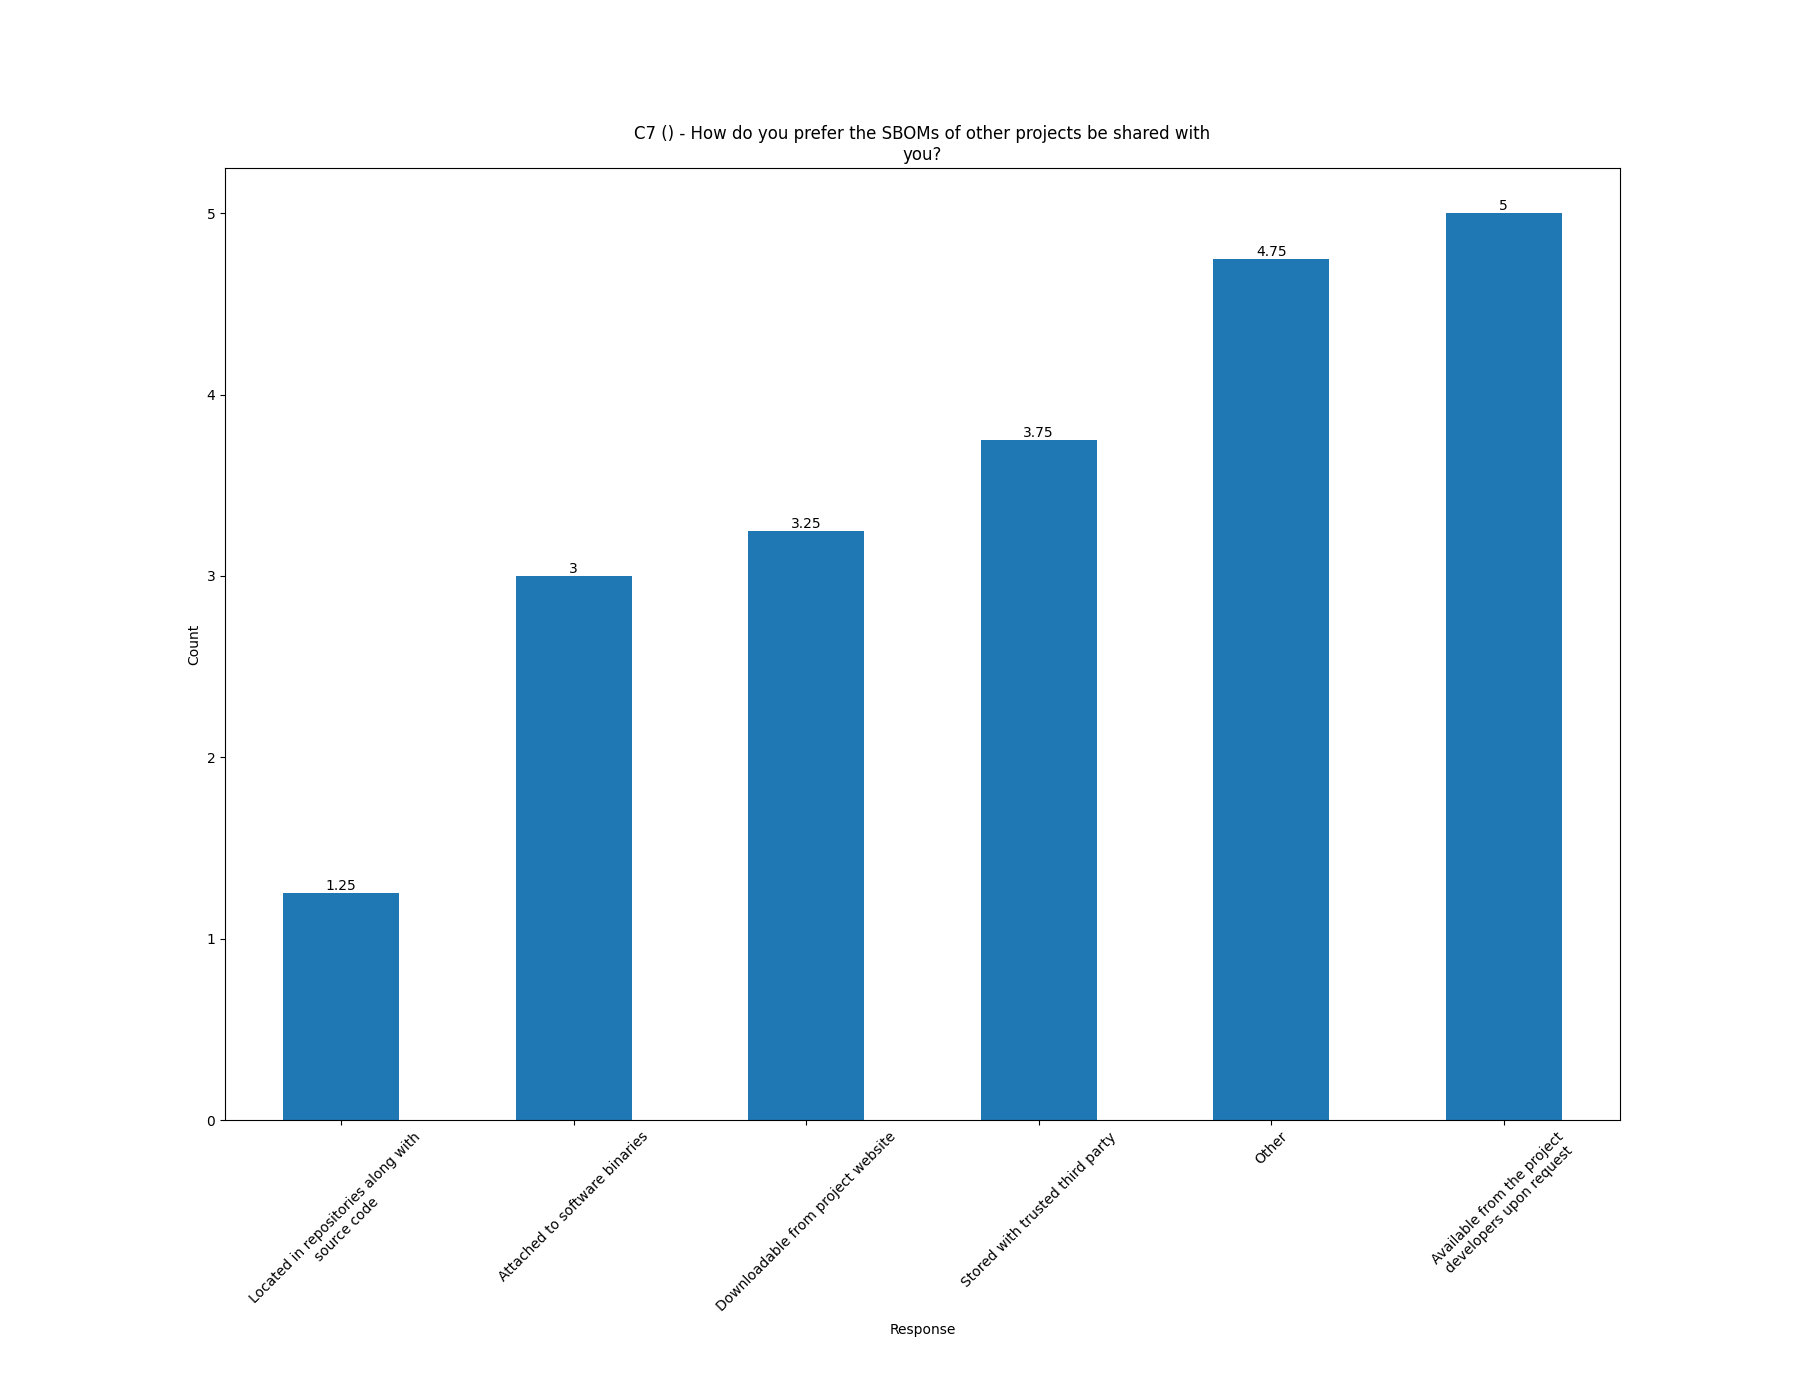 C7 () - How do you prefer the SBOMs of other projects be shared with
you?
5
4
3
2
1
0
Count
1.25
3
3.25
3.75
4.75
5
Located in repositories along with
source code
Attached to software binaries
Downloadable from project website
Stored with trusted third party
Other
Available from the project
developers upon request
Response